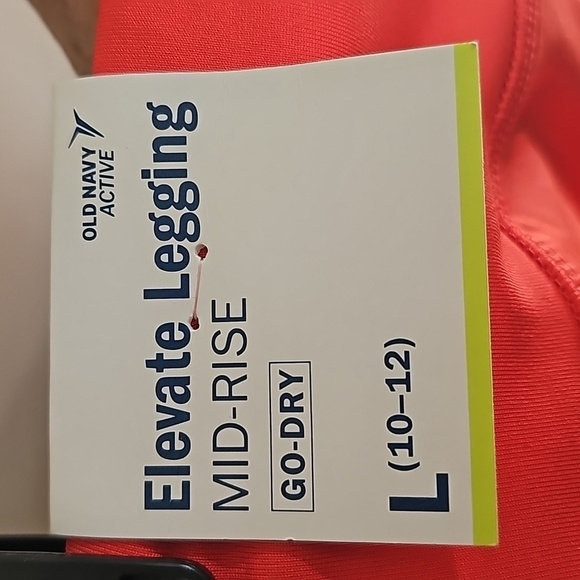 OLD NAVY
ACTIVE
Elevate Legging
MID-RISE
GO-DRY
L (10–12)